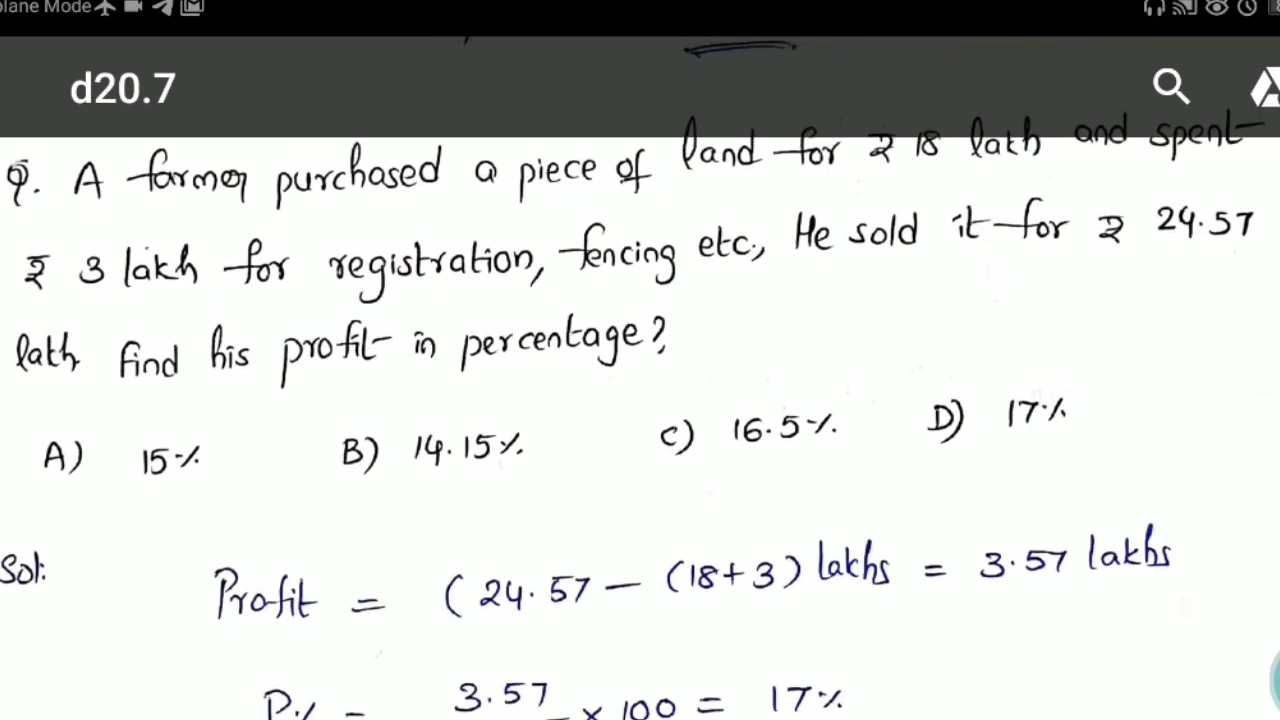 plane Mode
d20.7
Q. A farmer purchased a piece of land for ₹ 18 lakh and spent
₹ 3 lakh for registration, fencing etc., He sold it for ₹ 24.57
lakh find his profit in percentage?
A) 15% B) 14.15% C) 16.5% D) 17%
Sol:
Profit = (24.57 - (18+3) lakhs = 3.57 lakhs
P% = 3.57 × 100 = 17%